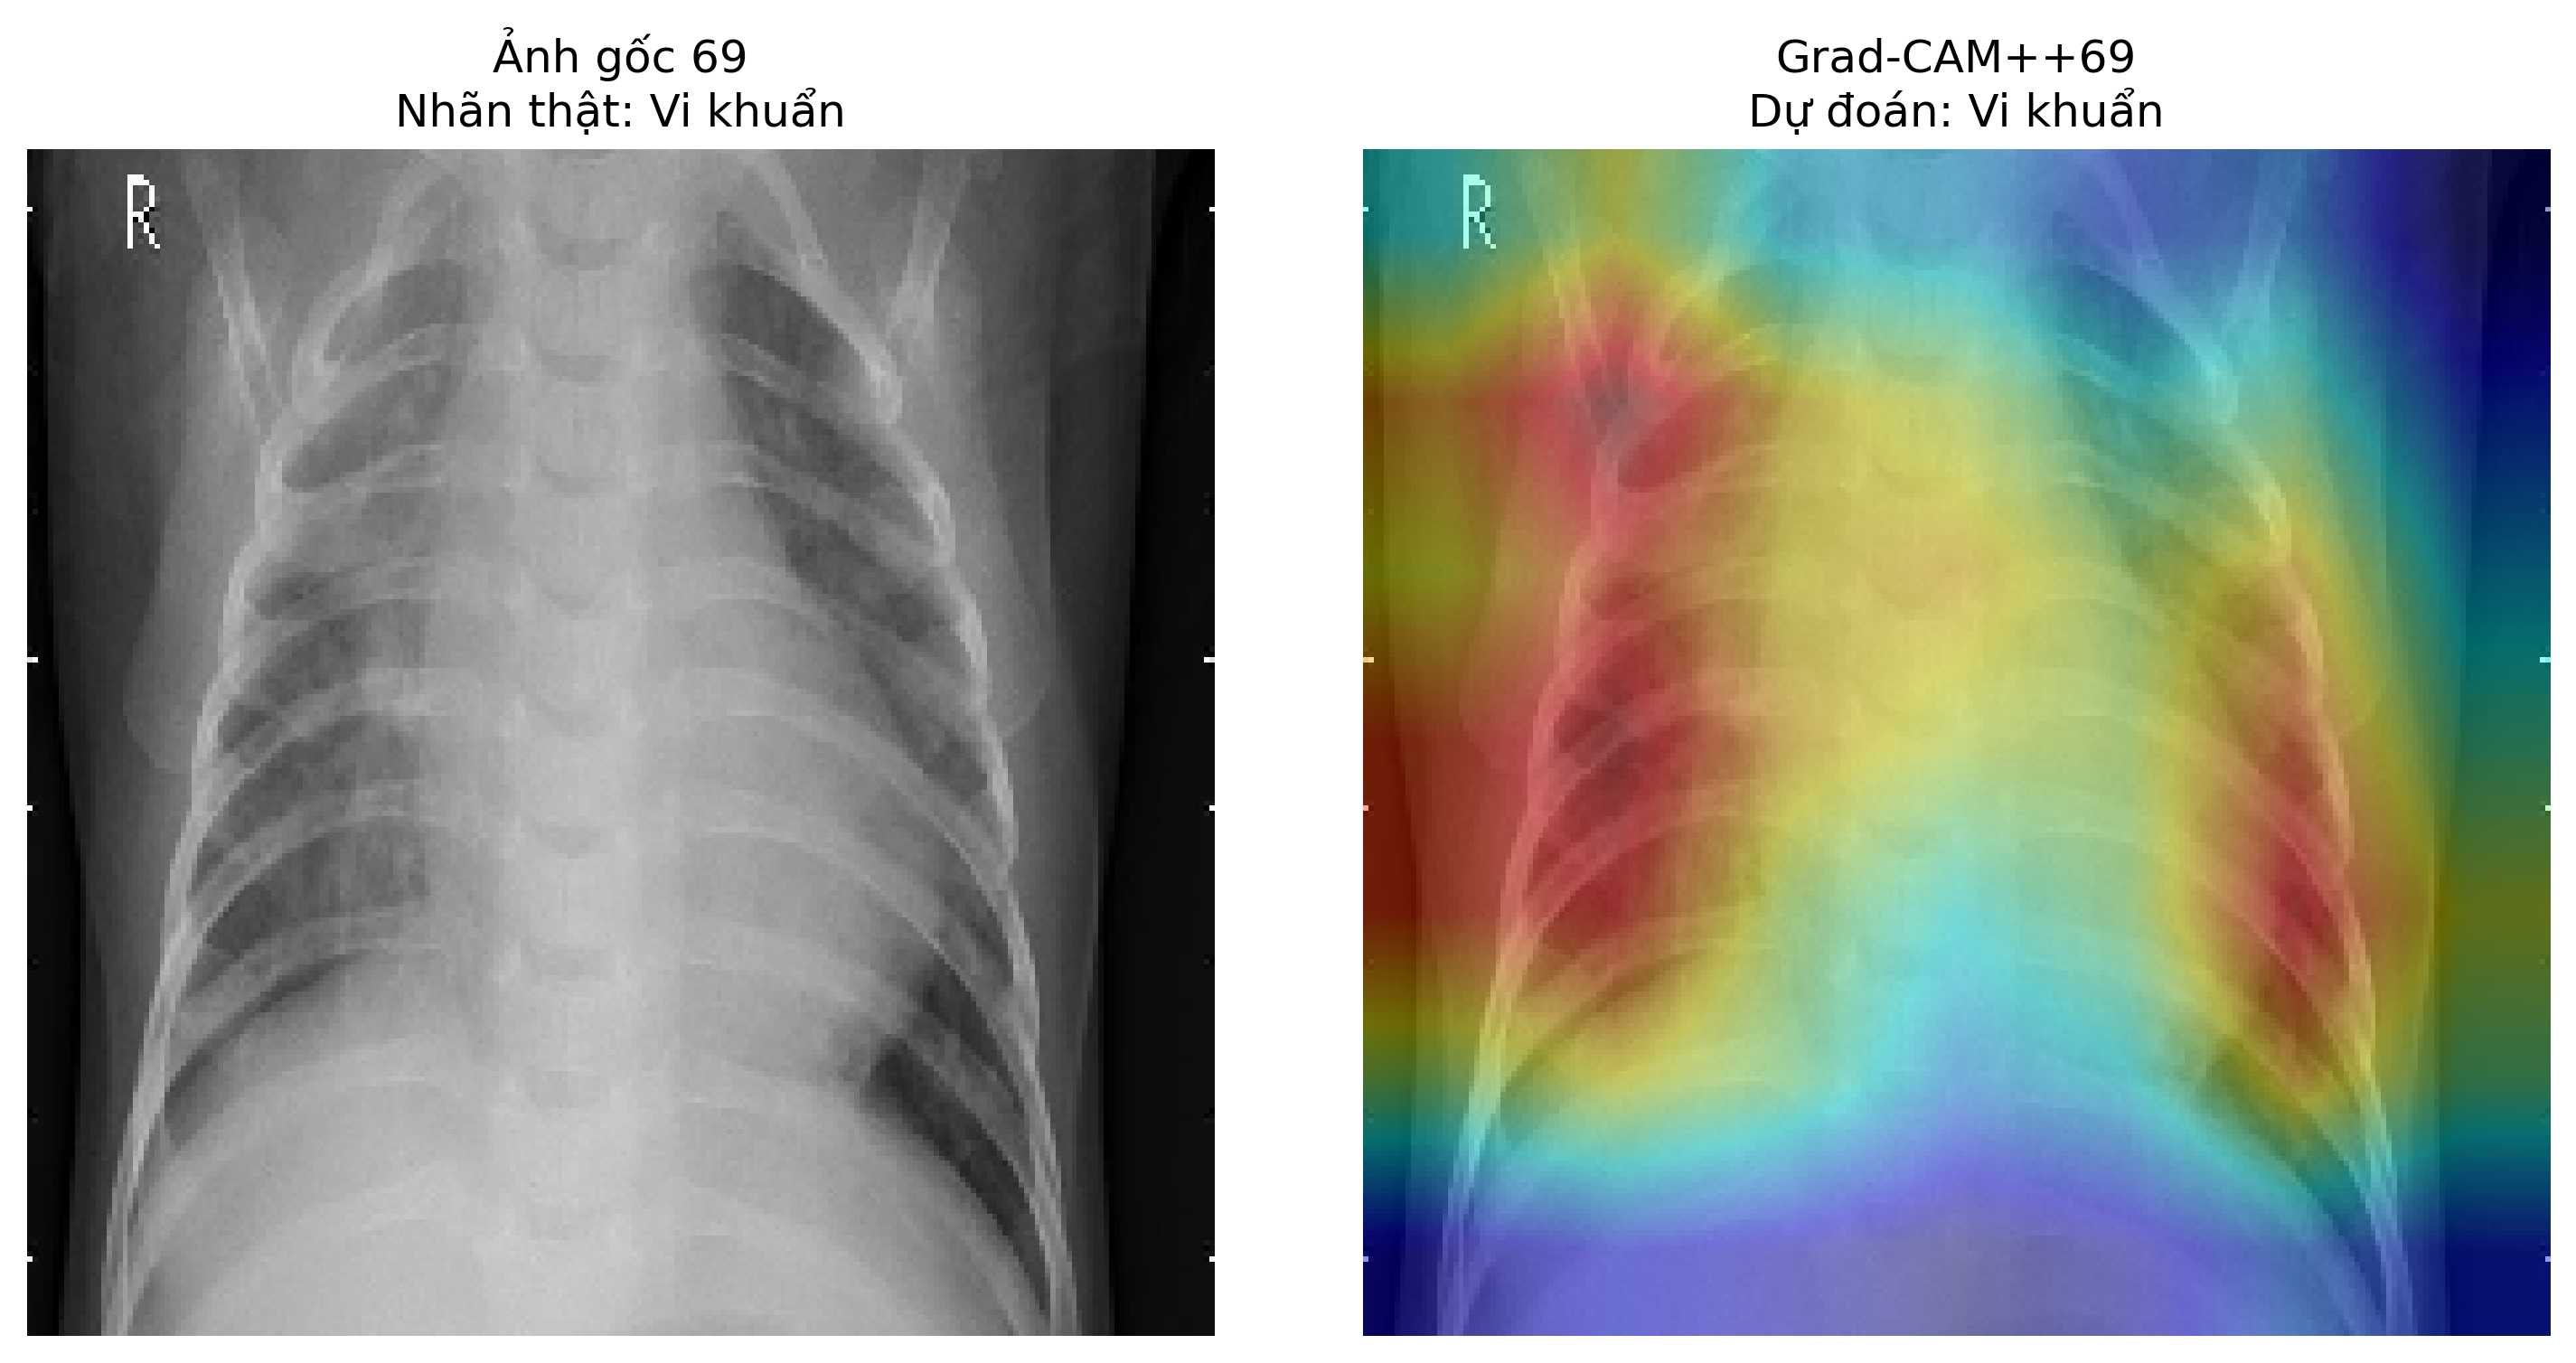 Ảnh gốc 69
Nhãn thật: Vi khuẩn
R
Grad-CAM++69
Dự đoán: Vi khuẩn
R